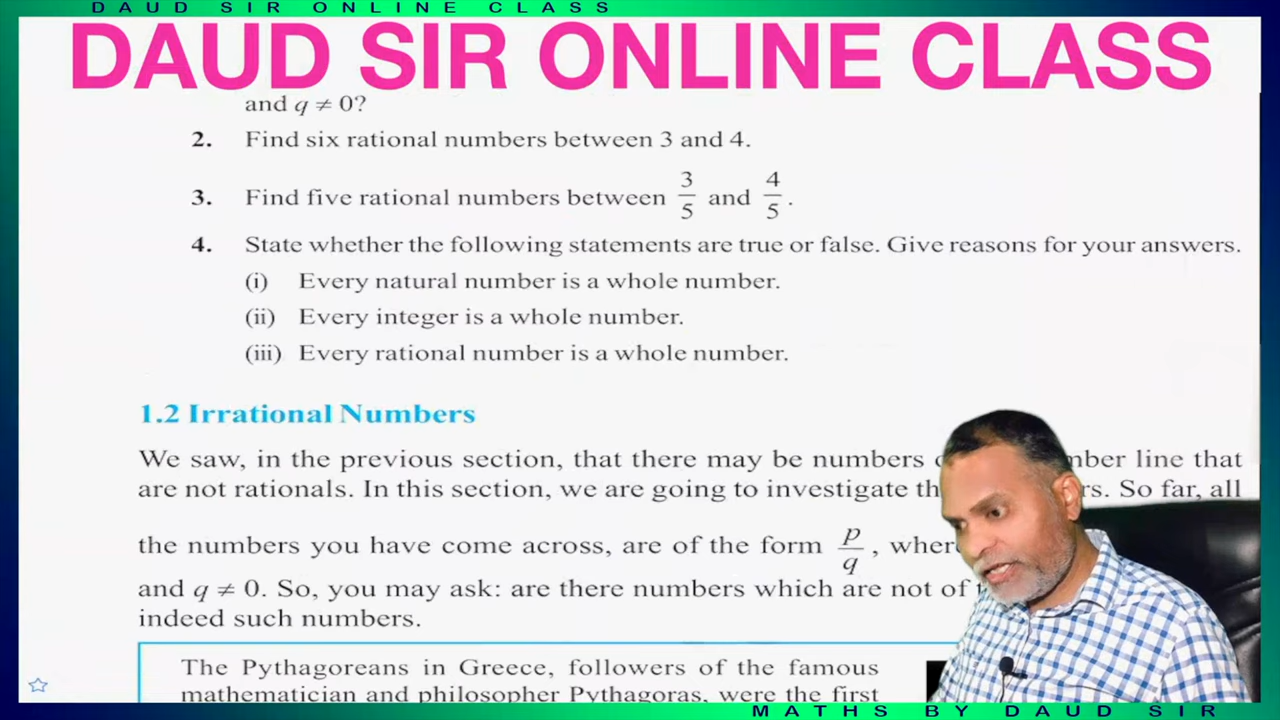 DAUD SIR ONLINE CLASS
DAUD SIR ONLINE CLASS
and q ≠ 0?
2. Find six rational numbers between 3 and 4.
3. Find five rational numbers between 3/5 and 4/5.
4. State whether the following statements are true or false. Give reasons for your answers.
(i) Every natural number is a whole number.
(ii) Every integer is a whole number.
(iii) Every rational number is a whole number.
1.2 Irrational Numbers
We saw, in the previous section, that there may be numbers line that
are not rationals. In this section, we are going to investigate So far, all
the numbers you have come across, are of the form p/q,
and q ≠ 0. So, you may ask: are there numbers which are not of
indeed such numbers.
The Pythagoreans in Greece, followers of the famous
mathematician and philosopher Pythagoras, were the first
MATHS BY DAUD SIR